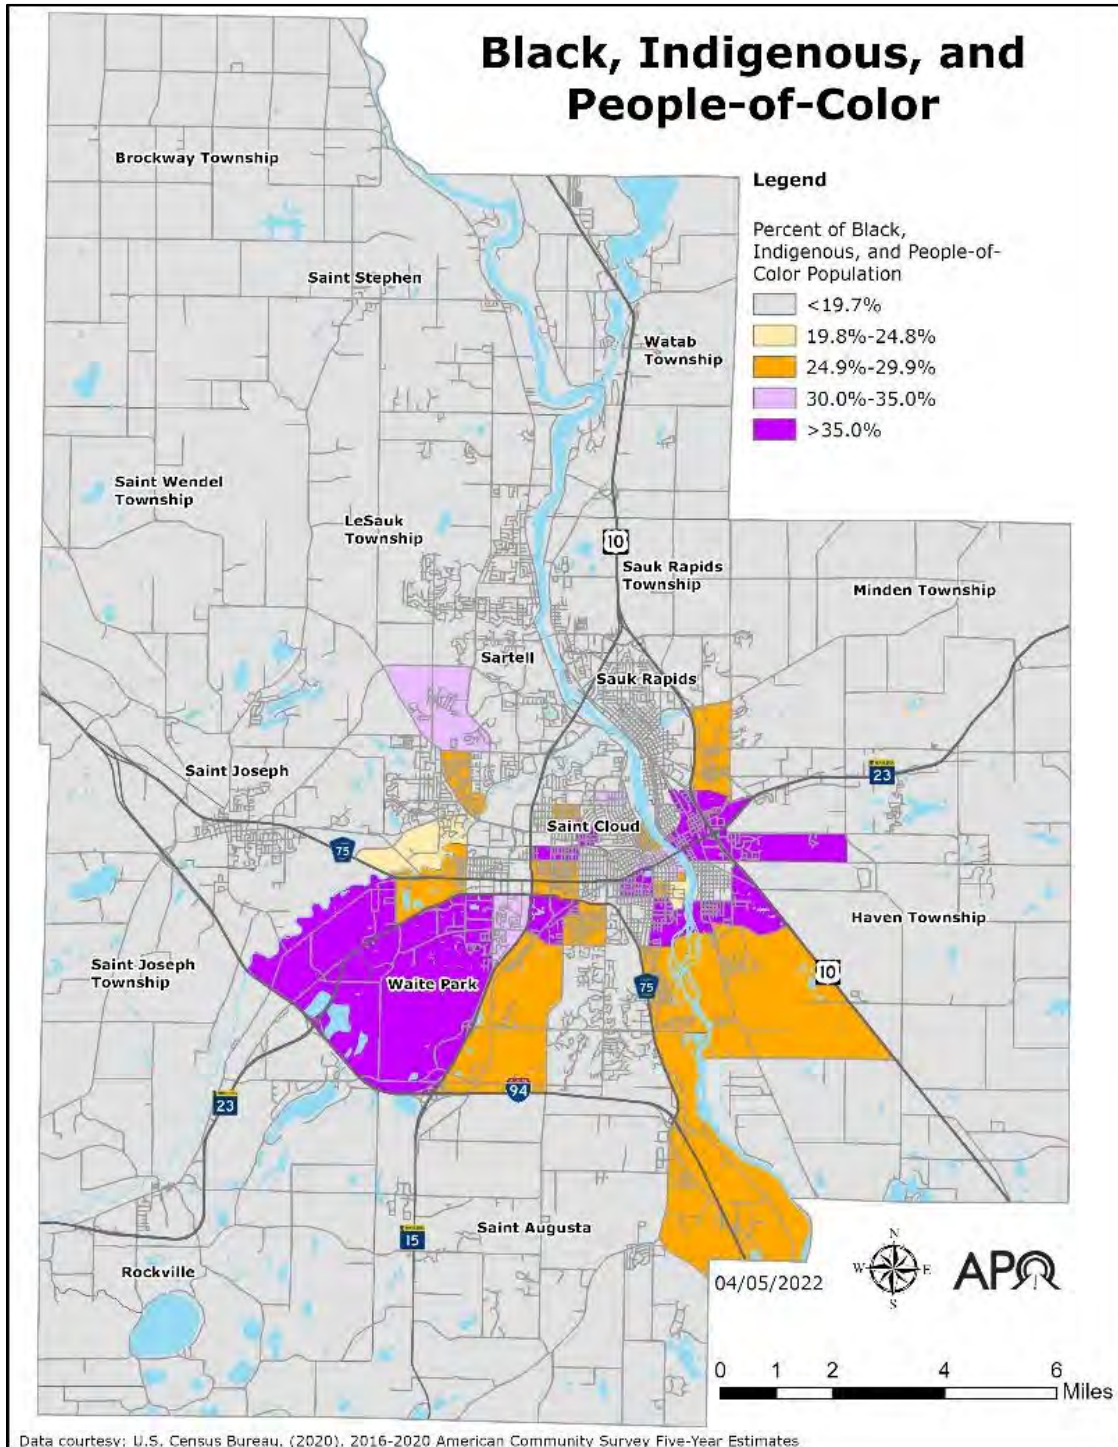 Black, Indigenous, and
People-of-Color
Legend
Percent of Black,
Indigenous, and People-of-
Color Population
<19.7%
19.8%-24.8%
24.9%-29.9%
30.0%-35.0%
>35.0%
Brockway Township
Saint Stephen
Watab
Township
Saint Wendel
Township
LeSauk
Township
10
Sauk Rapids
Township
Minden Township
Sartell
Sauk Rapids
Saint Joseph
23
Saint Cloud
75
Haven Township
Saint Joseph
Township
Waite Park
75
10
94
23
15
Saint Augusta
Rockville
N
W
E
S
04/05/2022
APO
0 1 2 4 6
Miles
Data courtesy: U.S. Census Bureau. (2020). 2016-2020 American Community Survey Five-Year Estimates